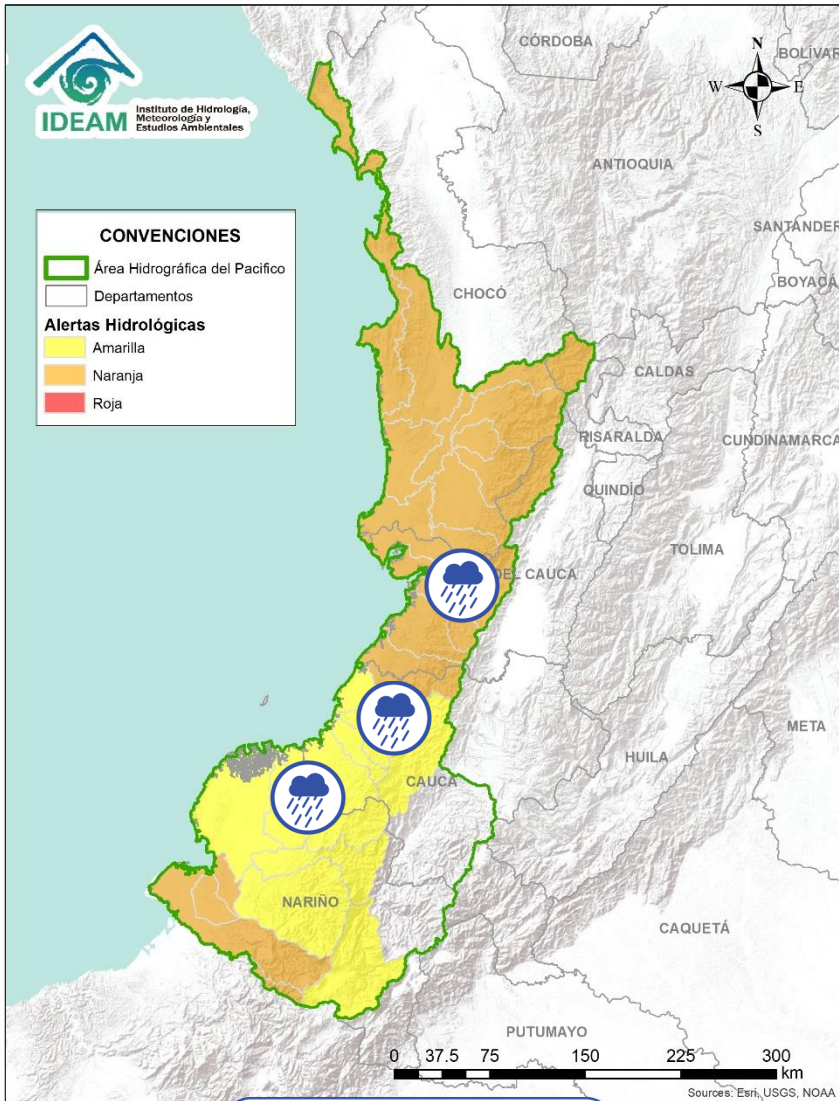 IDEAM
Instituto de Hidrología,
Meteorología y
Estudios Ambientales
CONVENCIONES
Área Hidrográfica del Pacifico
Departamentos
Alertas Hidrológicas
Amarilla
Naranja
Roja
N
W E
S
CÓRDOBA
BOLÍVAR
ANTIOQUIA
SANTANDER
BOYACÁ
CHOCÓ
CALDAS
RISARALDA
CUNDINAMARCA
QUINDÍO
TOLIMA
DEL CAUCA
META
HUILA
CAUCA
NARIÑO
CAQUETÁ
PUTUMAYO
0 37.5 75 150 225 300
km
Sources: Esri, USGS, NOAA